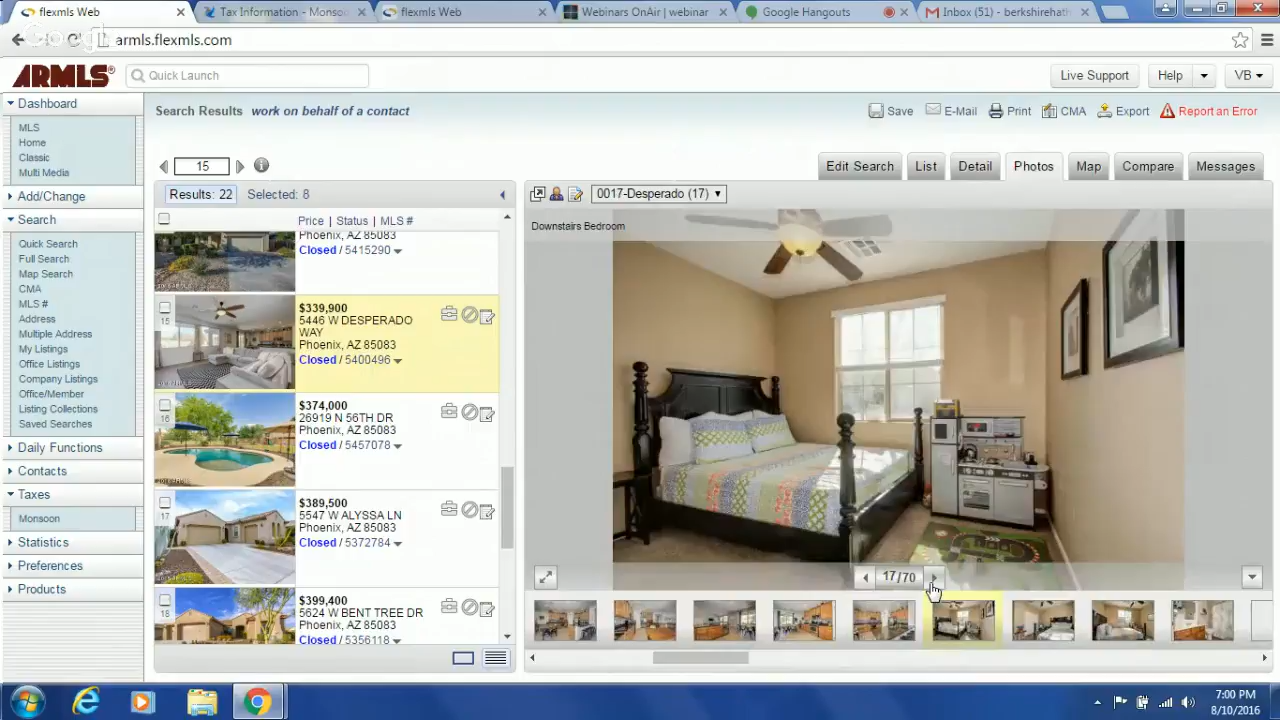 flexmls Web
Tax Information - Monsoo
flexmls Web
Webinars OnAir | webinar
Google Hangouts
Inbox (51) - berkshirehath
armls.flexmls.com
ARMLS®
Quick Launch
Live Support
Help
VB
Dashboard
MLS
Home
Classic
Multi Media
Add/Change
Search
Quick Search
Full Search
Map Search
CMA
MLS #
Address
Multiple Address
My Listings
Office Listings
Company Listings
Office/Member
Listing Collections
Saved Searches
Daily Functions
Contacts
Taxes
Monsoon
Statistics
Preferences
Products
Search Results work on behalf of a contact
Save
E-Mail
Print
CMA
Export
Report an Error
15
Edit Search
List
Detail
Photos
Map
Compare
Messages
Results: 22
Selected: 8
Price | Status | MLS #
Phoenix, AZ 85083
Closed / 5415290
15
$339,900
5446 W DESPERADO
WAY
Phoenix, AZ 85083
Closed / 5400496
16
$374,000
26919 N 56TH DR
Phoenix, AZ 85083
Closed / 5457078
17
$389,500
5547 W ALYSSA LN
Phoenix, AZ 85083
Closed / 5372784
18
$399,400
5624 W BENT TREE DR
Phoenix, AZ 85083
Closed / 5356118
0017-Desperado (17)
Downstairs Bedroom
17/70
7:00 PM
8/10/2016